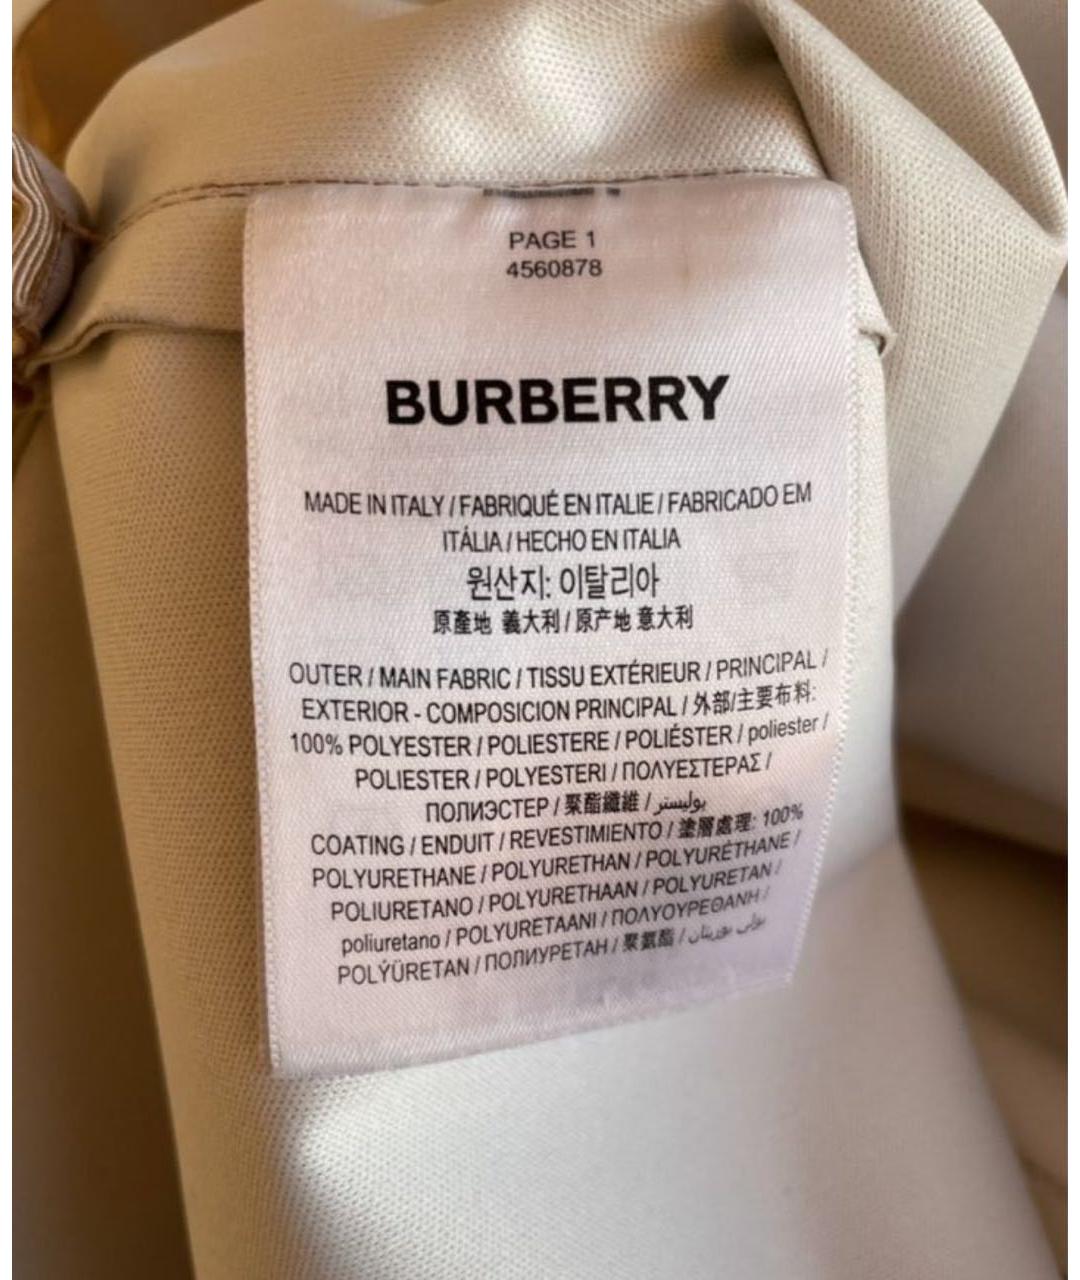 PAGE 1
4560878
BURBERRY
MADE IN ITALY / FABRIQUÉ EN ITALIE / FABRICADO EM
ITÁLIA / HECHO EN ITALIA
원산지: 이탈리아
原產地 義大利 / 原产地 意大利
OUTER / MAIN FABRIC / TISSU EXTÉRIEUR / PRINCIPAL /
EXTERIOR - COMPOSICION PRINCIPAL / 外部/主要布料:
100% POLYESTER / POLIESTERE / POLIÉSTER / poliester /
POLIESTER / POLYESTERI / ΠΟΛΥΕΣΤΕΡΑΣ /
ПОЛИЭСТЕР / 聚酯纖維 / بوليستر
COATING / ENDUIT / REVESTIMIENTO / 塗層處理: 100%
POLYURETHANE / POLYURETHAN / POLYURÉTHANE /
POLIURETANO / POLYURETHAAN / POLYURETAN /
poliuretano / POLYURETAANI / ΠΟΛΥΟΥΡΕΘΑΝΗ /
POLÝÜRETAN / ПОЛИУРЕТАН / 聚氨酯 / بولي يوريتان